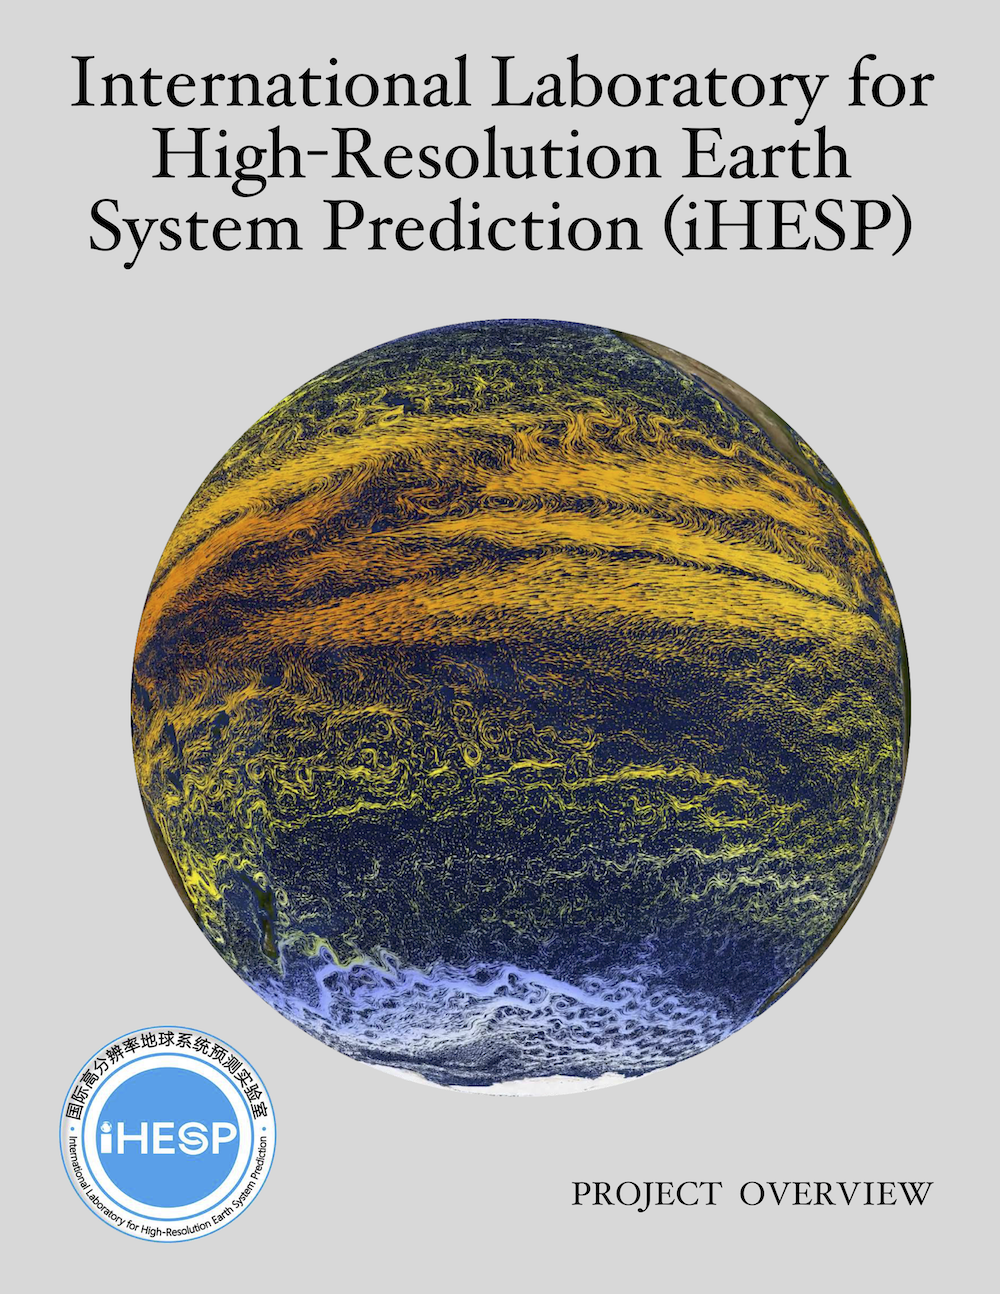 International Laboratory for
High-Resolution Earth
System Prediction (iHESP)
国际高分辨率地球系统预测实验室
iHESP
International Laboratory for High-Resolution Earth System Prediction
PROJECT OVERVIEW